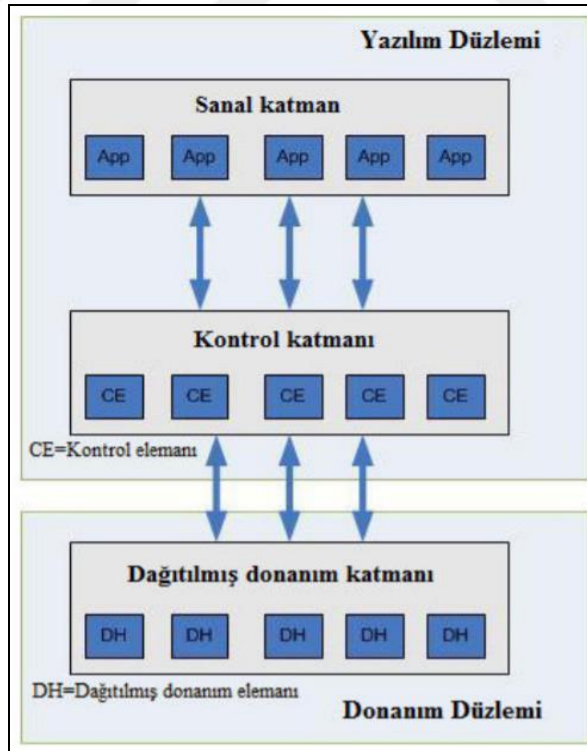 Yazılım Düzlemi
Sanal katman
App App App App App
Kontrol katmanı
CE CE CE CE CE
CE=Kontrol elemanı
Dağıtılmış donanım katmanı
DH DH DH DH DH
DH=Dağıtılmış donanım elemanı
Donanım Düzlemi